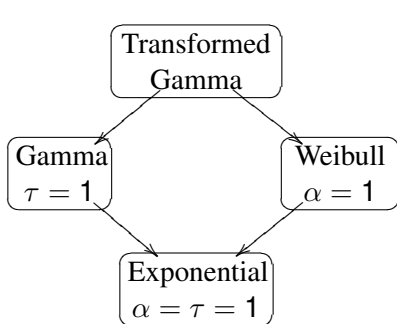 Transformed
Gamma
Gamma
τ = 1
Weibull
α = 1
Exponential
α = τ = 1